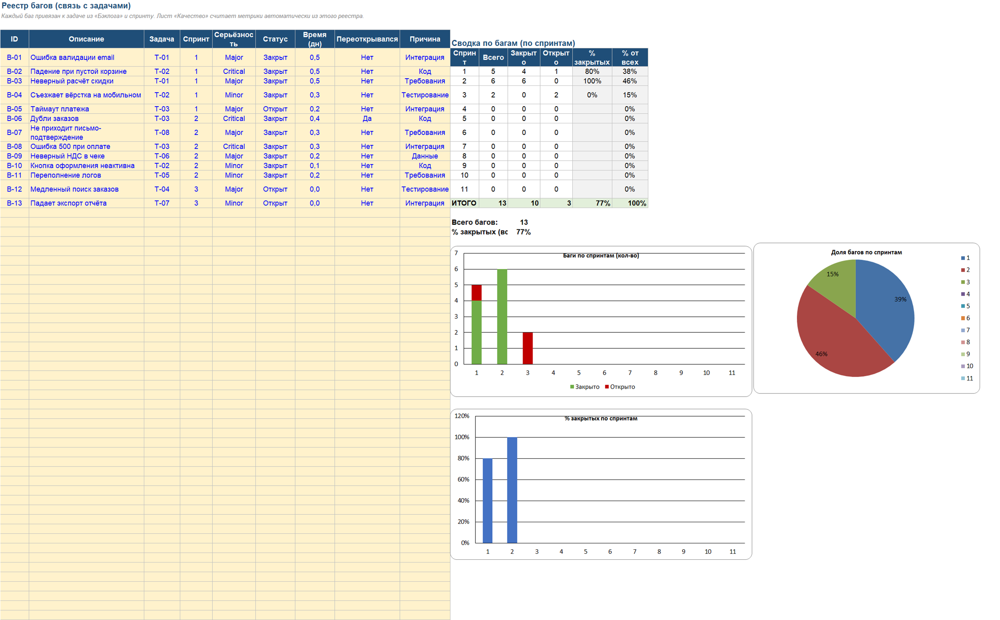 Реестр багов (связь с задачами)
Каждый баг привязан к задаче из «Бэклога» и спринту. Лист «Качество» считает метрики автоматически из этого реестра.
ID Описание Задача Спринт Серьёзность Статус Время (дн) Переоткрывался Причина
B-01 Ошибка валидации email T-01 1 Major Закрыт 0,5 Нет Интеграция
B-02 Падение при пустой корзине T-02 1 Critical Закрыт 0,5 Нет Код
B-03 Неверный расчёт скидки T-01 1 Major Закрыт 0,5 Нет Требования
B-04 Съезжает вёрстка на мобильном T-02 1 Minor Закрыт 0,3 Нет Тестирование
B-05 Таймаут платежа T-03 1 Major Открыт 0,2 Нет Интеграция
B-06 Дубли заказов T-03 2 Critical Закрыт 0,4 Да Код
B-07 Не приходит письмо-подтверждение T-08 2 Major Закрыт 0,3 Нет Требования
B-08 Ошибка 500 при оплате T-03 2 Critical Закрыт 0,3 Нет Интеграция
B-09 Неверный НДС в чеке T-06 2 Major Закрыт 0,2 Нет Данные
B-10 Кнопка оформления неактивна T-02 2 Minor Закрыт 0,1 Нет Код
B-11 Переполнение логов T-05 2 Minor Закрыт 0,2 Нет Требования
B-12 Медленный поиск заказов T-04 3 Major Открыт 0,0 Нет Тестирование
B-13 Падает экспорт отчёта T-07 3 Minor Открыт 0,0 Нет Интеграция
Сводка по багам (по спринтам)
Спринт Всего Закрыто Открыто % закрытых % от всех
1 5 4 1 80% 38%
2 6 6 0 100% 46%
3 2 0 2 0% 15%
4 0 0 0 0%
5 0 0 0 0%
6 0 0 0 0%
7 0 0 0 0%
8 0 0 0 0%
9 0 0 0 0%
10 0 0 0 0%
11 0 0 0 0%
ИТОГО 13 10 3 77% 100%
Всего багов: 13
% закрытых (вс 77%
Баги по спринтам (кол-во)
7
6
5
4
3
2
1
0
1 2 3 4 5 6 7 8 9 10 11
Закрыто Открыто
Доля багов по спринтам
15%
39%
46%
1
2
3
4
5
6
7
8
9
10
11
% закрытых по спринтам
120%
100%
80%
60%
40%
20%
0%
1 2 3 4 5 6 7 8 9 10 11